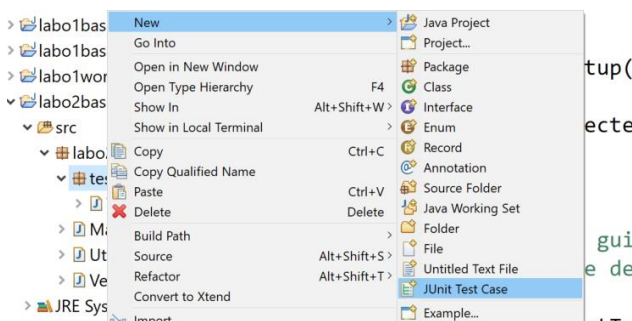 labo1bas
labo1bas
labo1wor
labo2bas
src
labo.
tes
Ma
Ut
Ve
JRE Sys
New
Go Into
Open in New Window
Open Type Hierarchy F4
Show In Alt+Shift+W
Show in Local Terminal
Copy Ctrl+C
Copy Qualified Name
Paste Ctrl+V
Delete Delete
Build Path
Source Alt+Shift+S
Refactor Alt+Shift+T
Convert to Xtend
Import
Java Project
Project...
Package
Class
Interface
Enum
Record
Annotation
Source Folder
Java Working Set
Folder
File
Untitled Text File
JUnit Test Case
Example...
tup(
ecte
gui
e de